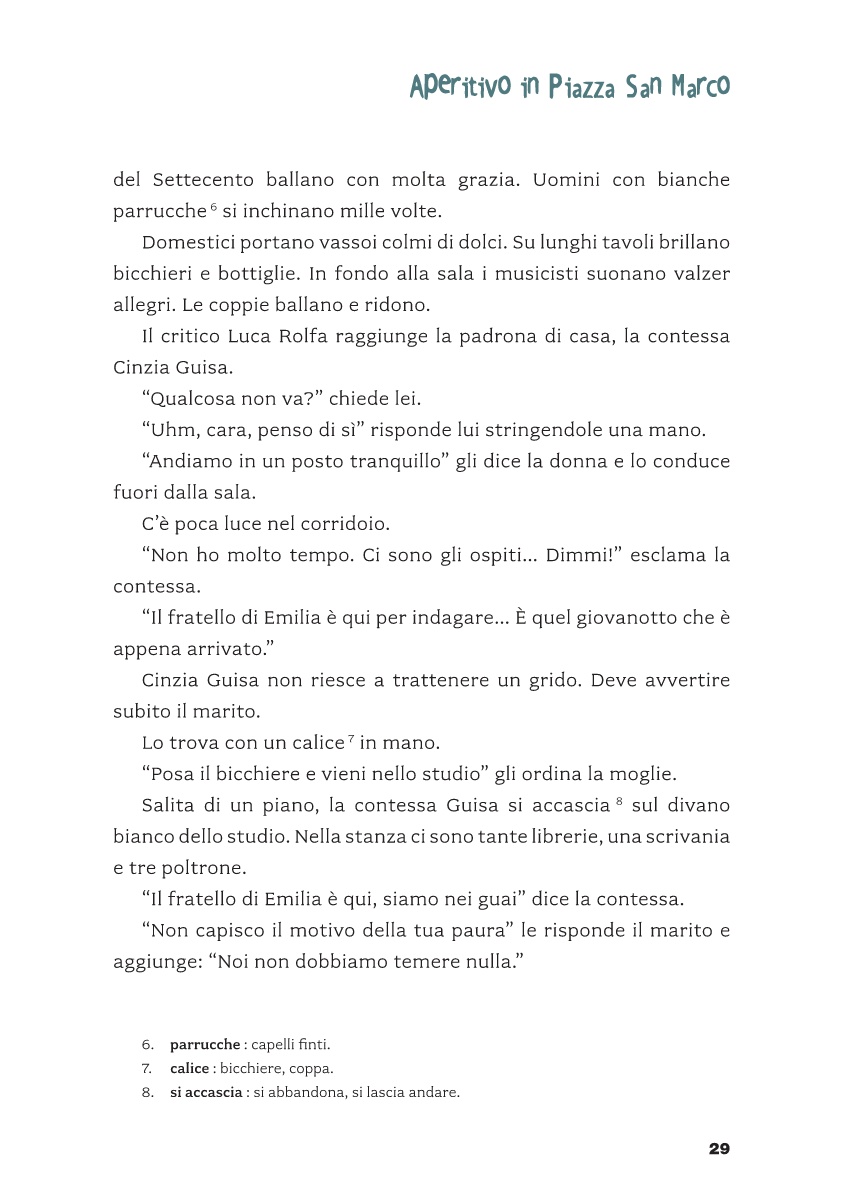 Aperitivo in Piazza San Marco
del Settecento ballano con molta grazia. Uomini con bianche
parrucche 6 si inchinano mille volte.
Domestici portano vassoi colmi di dolci. Su lunghi tavoli brillano
bicchieri e bottiglie. In fondo alla sala i musicisti suonano valzer
allegri. Le coppie ballano e ridono.
Il critico Luca Rolfa raggiunge la padrona di casa, la contessa
Cinzia Guisa.
“Qualcosa non va?” chiede lei.
“Uhm, cara, penso di sì” risponde lui stringendole una mano.
“Andiamo in un posto tranquillo” gli dice la donna e lo conduce
fuori dalla sala.
C’è poca luce nel corridoio.
“Non ho molto tempo. Ci sono gli ospiti... Dimmi!” esclama la
contessa.
“Il fratello di Emilia è qui per indagare... È quel giovanotto che è
appena arrivato.”
Cinzia Guisa non riesce a trattenere un grido. Deve avvertire
subito il marito.
Lo trova con un calice 7 in mano.
“Posa il bicchiere e vieni nello studio” gli ordina la moglie.
Salita di un piano, la contessa Guisa si accascia 8 sul divano
bianco dello studio. Nella stanza ci sono tante librerie, una scrivania
e tre poltrone.
“Il fratello di Emilia è qui, siamo nei guai” dice la contessa.
“Non capisco il motivo della tua paura” le risponde il marito e
aggiunge: “Noi non dobbiamo temere nulla.”
6. parrucche : capelli finti.
7. calice : bicchiere, coppa.
8. si accascia : si abbandona, si lascia andare.
29